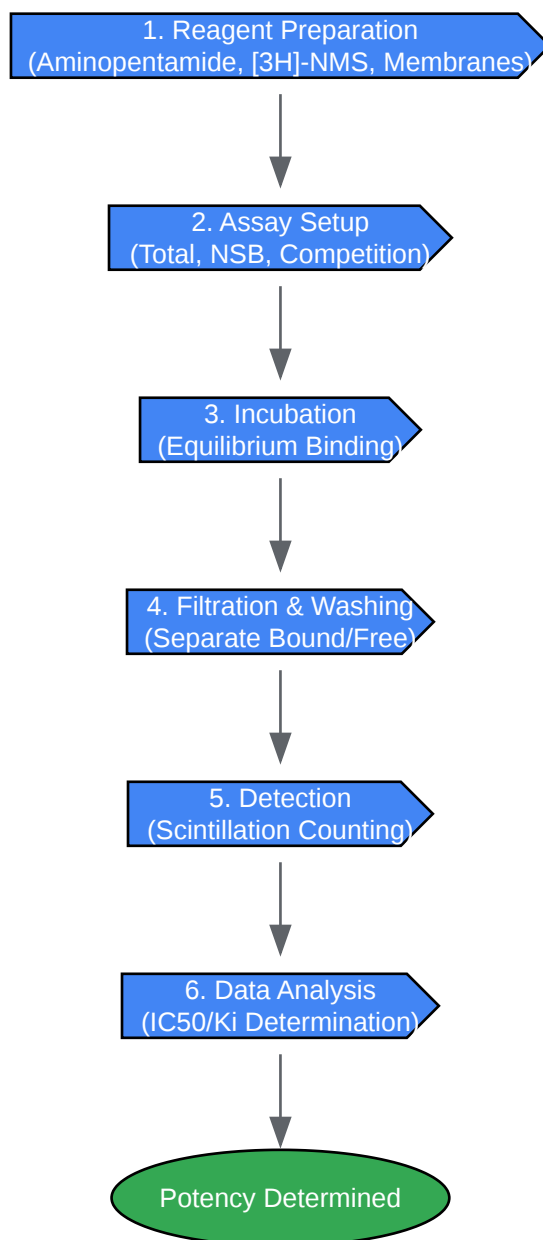 1. Reagent Preparation
(Aminopentamide, [3H]-NMS, Membranes)
2. Assay Setup
(Total, NSB, Competition)
3. Incubation
(Equilibrium Binding)
4. Filtration & Washing
(Separate Bound/Free)
5. Detection
(Scintillation Counting)
6. Data Analysis
(IC50/Ki Determination)
Potency Determined